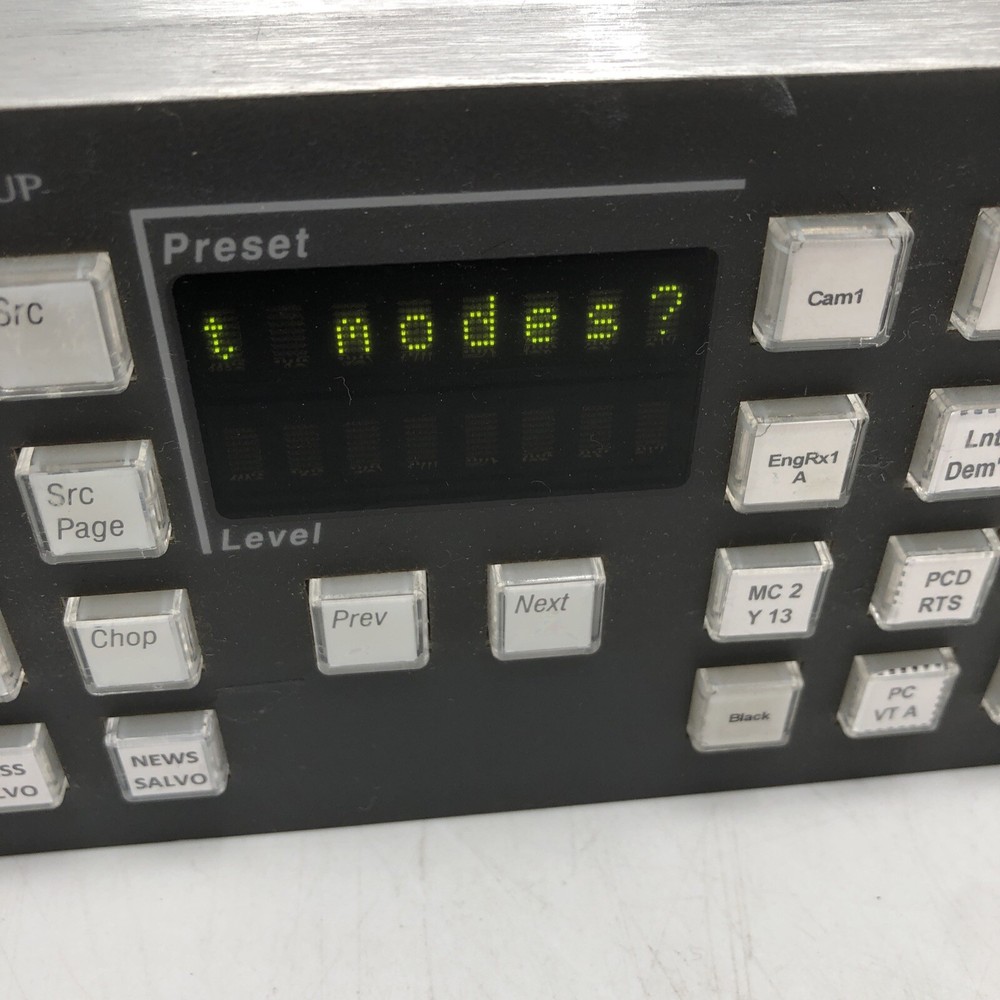 UP
Preset
t modes?
Level
Src
Src
Page
Chop
NEWS
SALVO
SS
LVO
Prev
Next
Cam1
EngRx1
A
Lnt
Dem
MC 2
Y 13
PCD
RTS
Black
PC
VT A